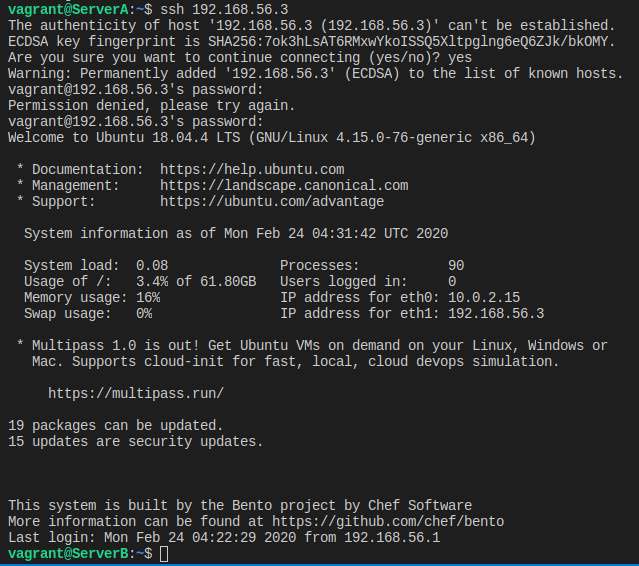 vagrant@ServerA:~$ ssh 192.168.56.3
The authenticity of host '192.168.56.3 (192.168.56.3)' can't be established.
ECDSA key fingerprint is SHA256:7ok3hLsAT6RMxwYkoISSQ5Xltpglng6eQ6ZJk/bkOMY.
Are you sure you want to continue connecting (yes/no)? yes
Warning: Permanently added '192.168.56.3' (ECDSA) to the list of known hosts.
vagrant@192.168.56.3's password:
Permission denied, please try again.
vagrant@192.168.56.3's password:
Welcome to Ubuntu 18.04.4 LTS (GNU/Linux 4.15.0-76-generic x86_64)
* Documentation:  https://help.ubuntu.com
* Management:     https://landscape.canonical.com
* Support:        https://ubuntu.com/advantage
System information as of Mon Feb 24 04:31:42 UTC 2020
System load:  0.08              Processes:           90
Usage of /:   3.4% of 61.80GB   Users logged in:     0
Memory usage: 16%               IP address for eth0: 10.0.2.15
Swap usage:   0%                IP address for eth1: 192.168.56.3
* Multipass 1.0 is out! Get Ubuntu VMs on demand on your Linux, Windows or
Mac. Supports cloud-init for fast, local, cloud devops simulation.
https://multipass.run/
19 packages can be updated.
15 updates are security updates.
This system is built by the Bento project by Chef Software
More information can be found at https://github.com/chef/bento
Last login: Mon Feb 24 04:22:29 2020 from 192.168.56.1
vagrant@ServerB:~$